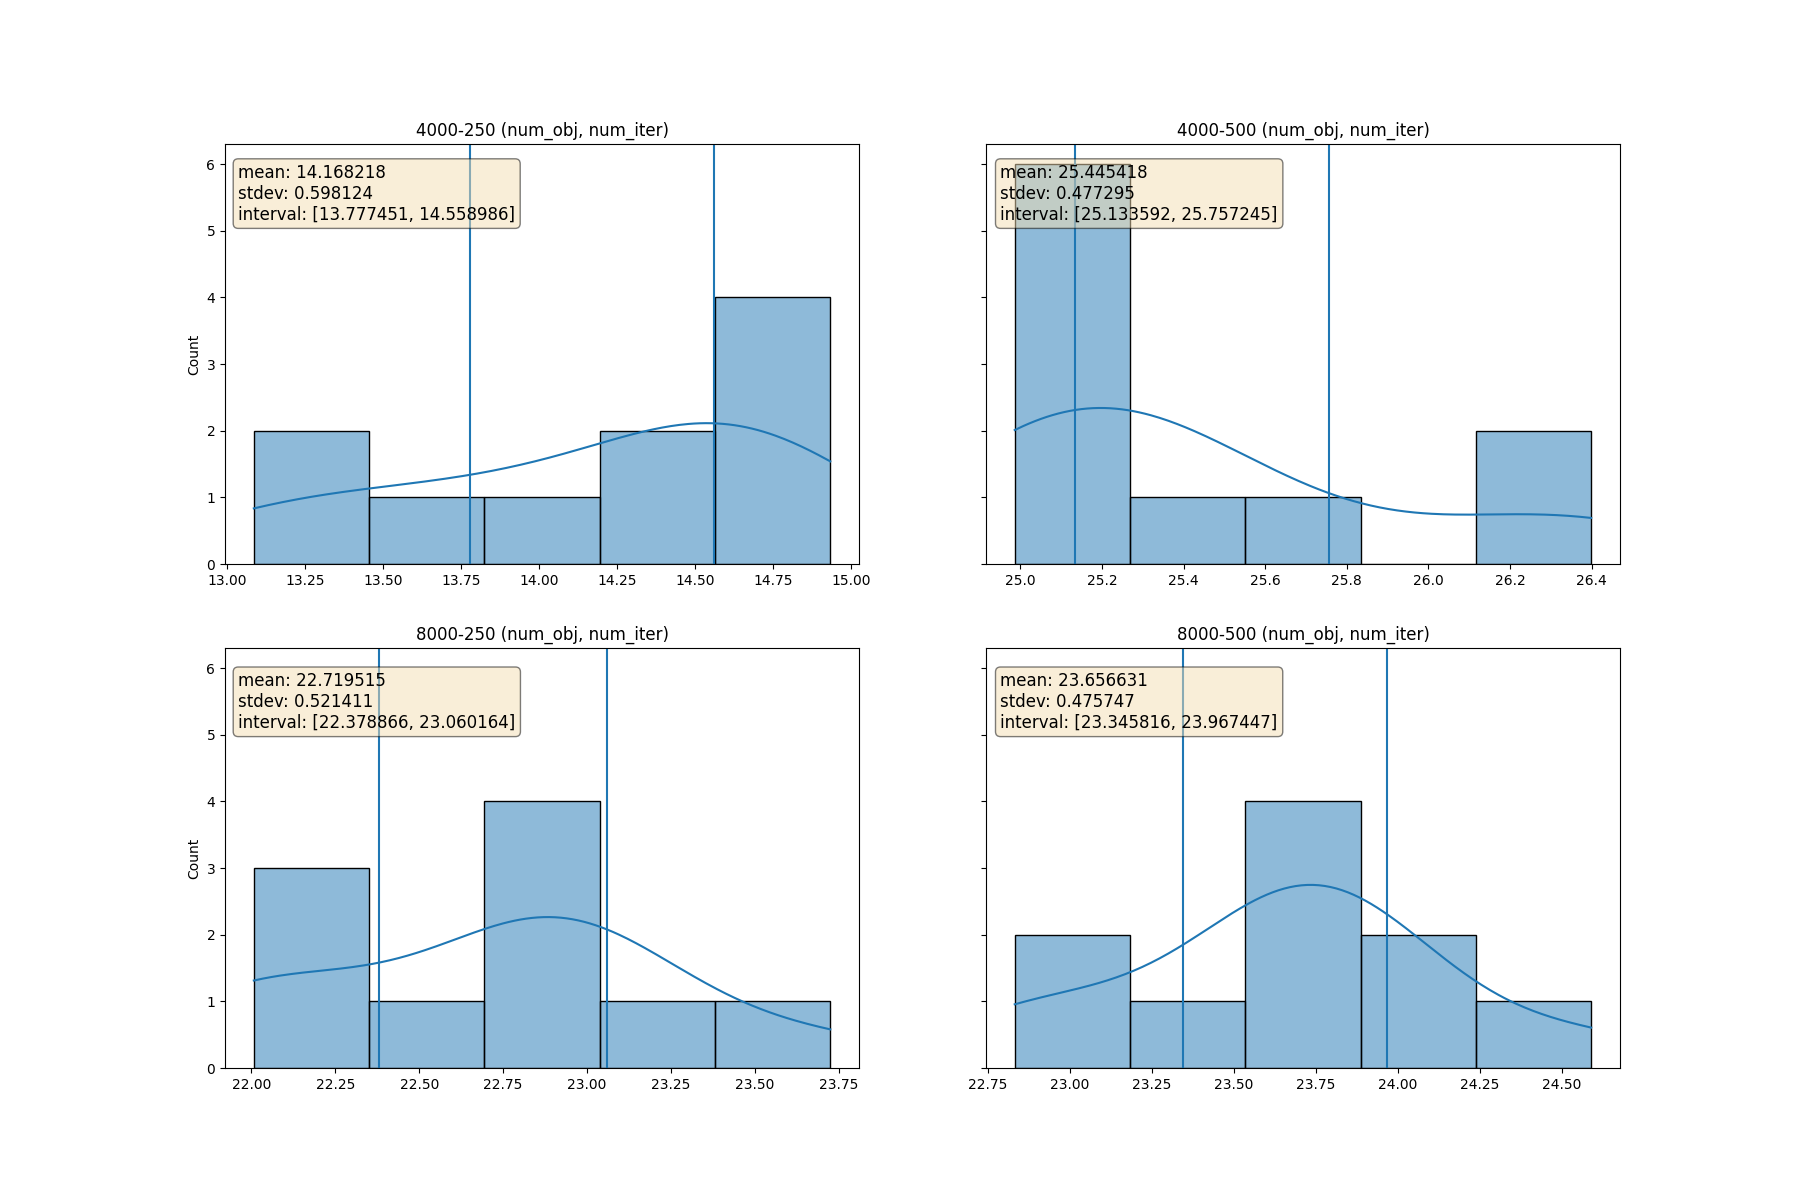 4000-250 (num_obj, num_iter)
mean: 14.168218
stdev: 0.598124
interval: [13.777451, 14.558986]
6
5
4
3
2
1
0
Count
13.00 13.25 13.50 13.75 14.00 14.25 14.50 14.75 15.00
4000-500 (num_obj, num_iter)
mean: 25.445418
stdev: 0.477295
interval: [25.133592, 25.757245]
25.0 25.2 25.4 25.6 25.8 26.0 26.2 26.4
8000-250 (num_obj, num_iter)
mean: 22.719515
stdev: 0.521411
interval: [22.378866, 23.060164]
6
5
4
3
2
1
0
Count
22.00 22.25 22.50 22.75 23.00 23.25 23.50 23.75
8000-500 (num_obj, num_iter)
mean: 23.656631
stdev: 0.475747
interval: [23.345816, 23.967447]
22.75 23.00 23.25 23.50 23.75 24.00 24.25 24.50